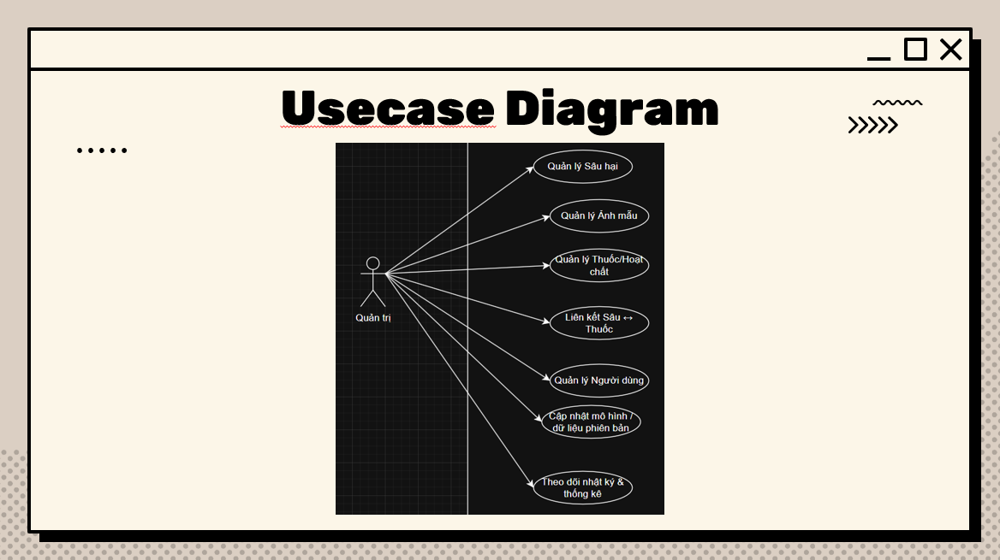 Usecase Diagram
Quản lý Sâu hại
Quản lý Ảnh mẫu
Quản lý Thuốc/Hoạt
chất
Quản trị
Liên kết Sâu ↔
Thuốc
Quản lý Người dùng
Cập nhật mô hình /
dữ liệu phiên bản
Theo dõi nhật ký &
thống kê